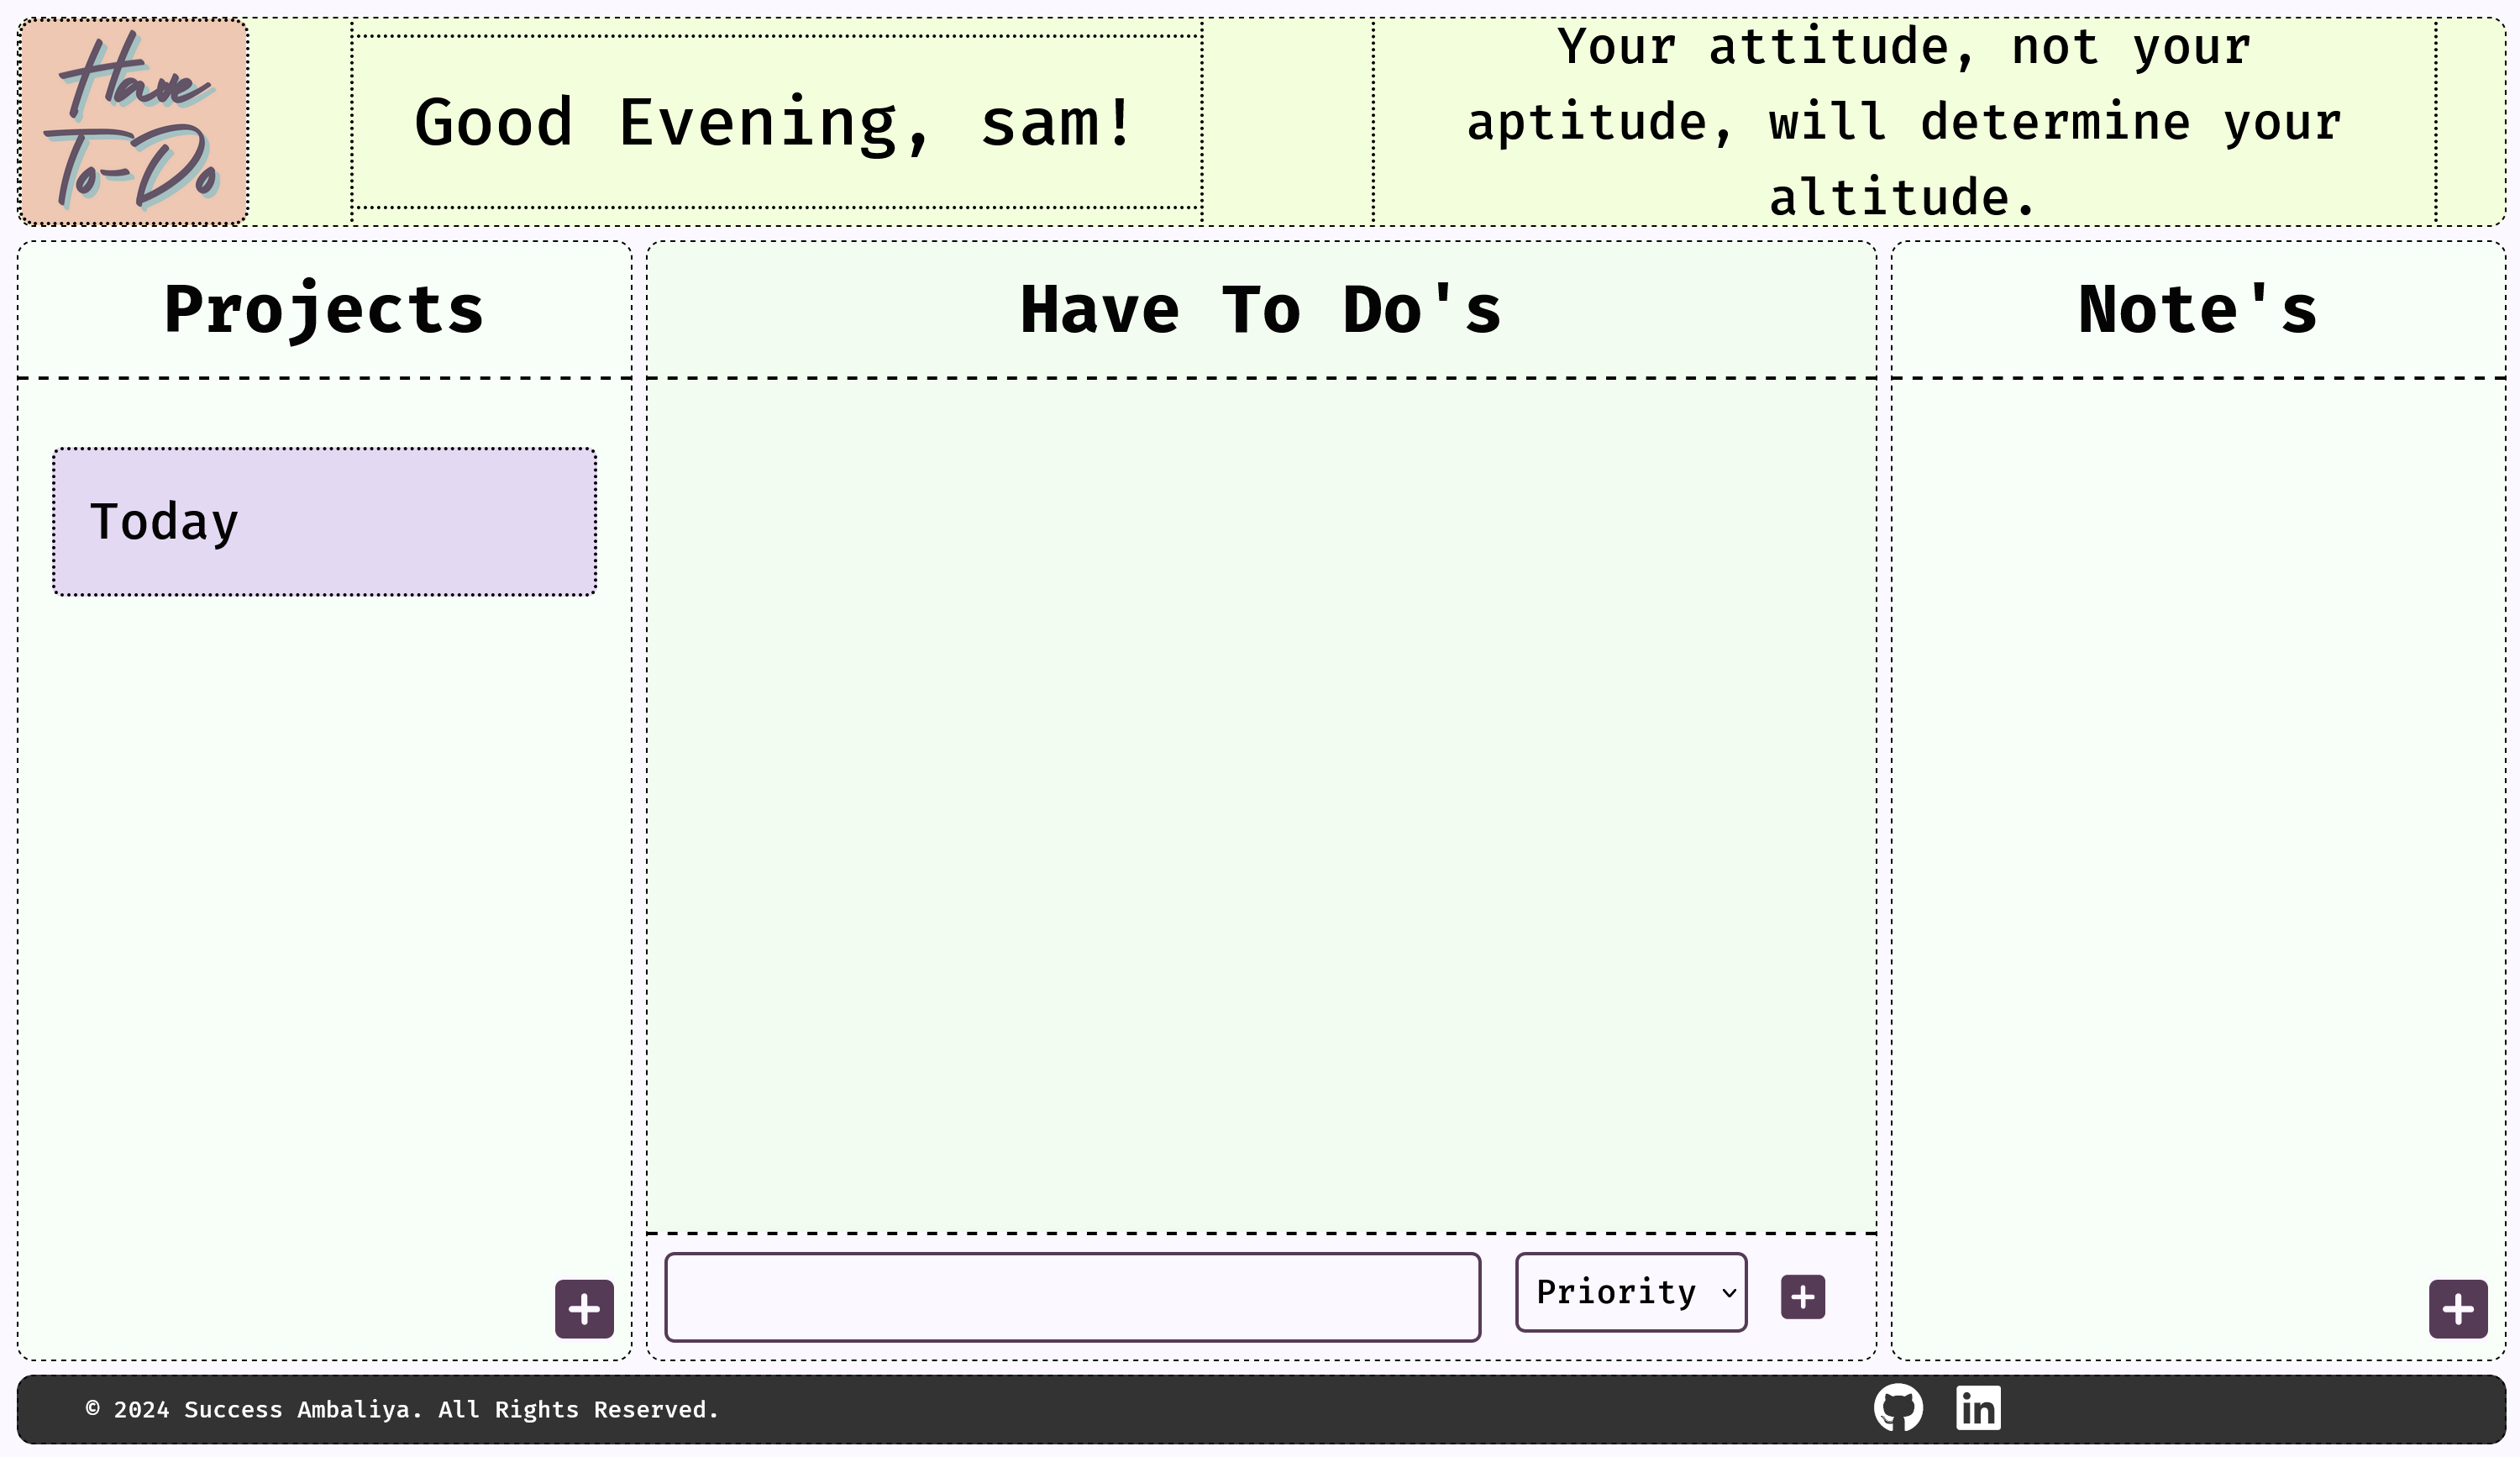 Have
To-Do
Good Evening, sam!
Your attitude, not your
aptitude, will determine your
altitude.
Projects
Today
Have To Do's
Priority
Note's
© 2024 Success Ambaliya. All Rights Reserved.
in